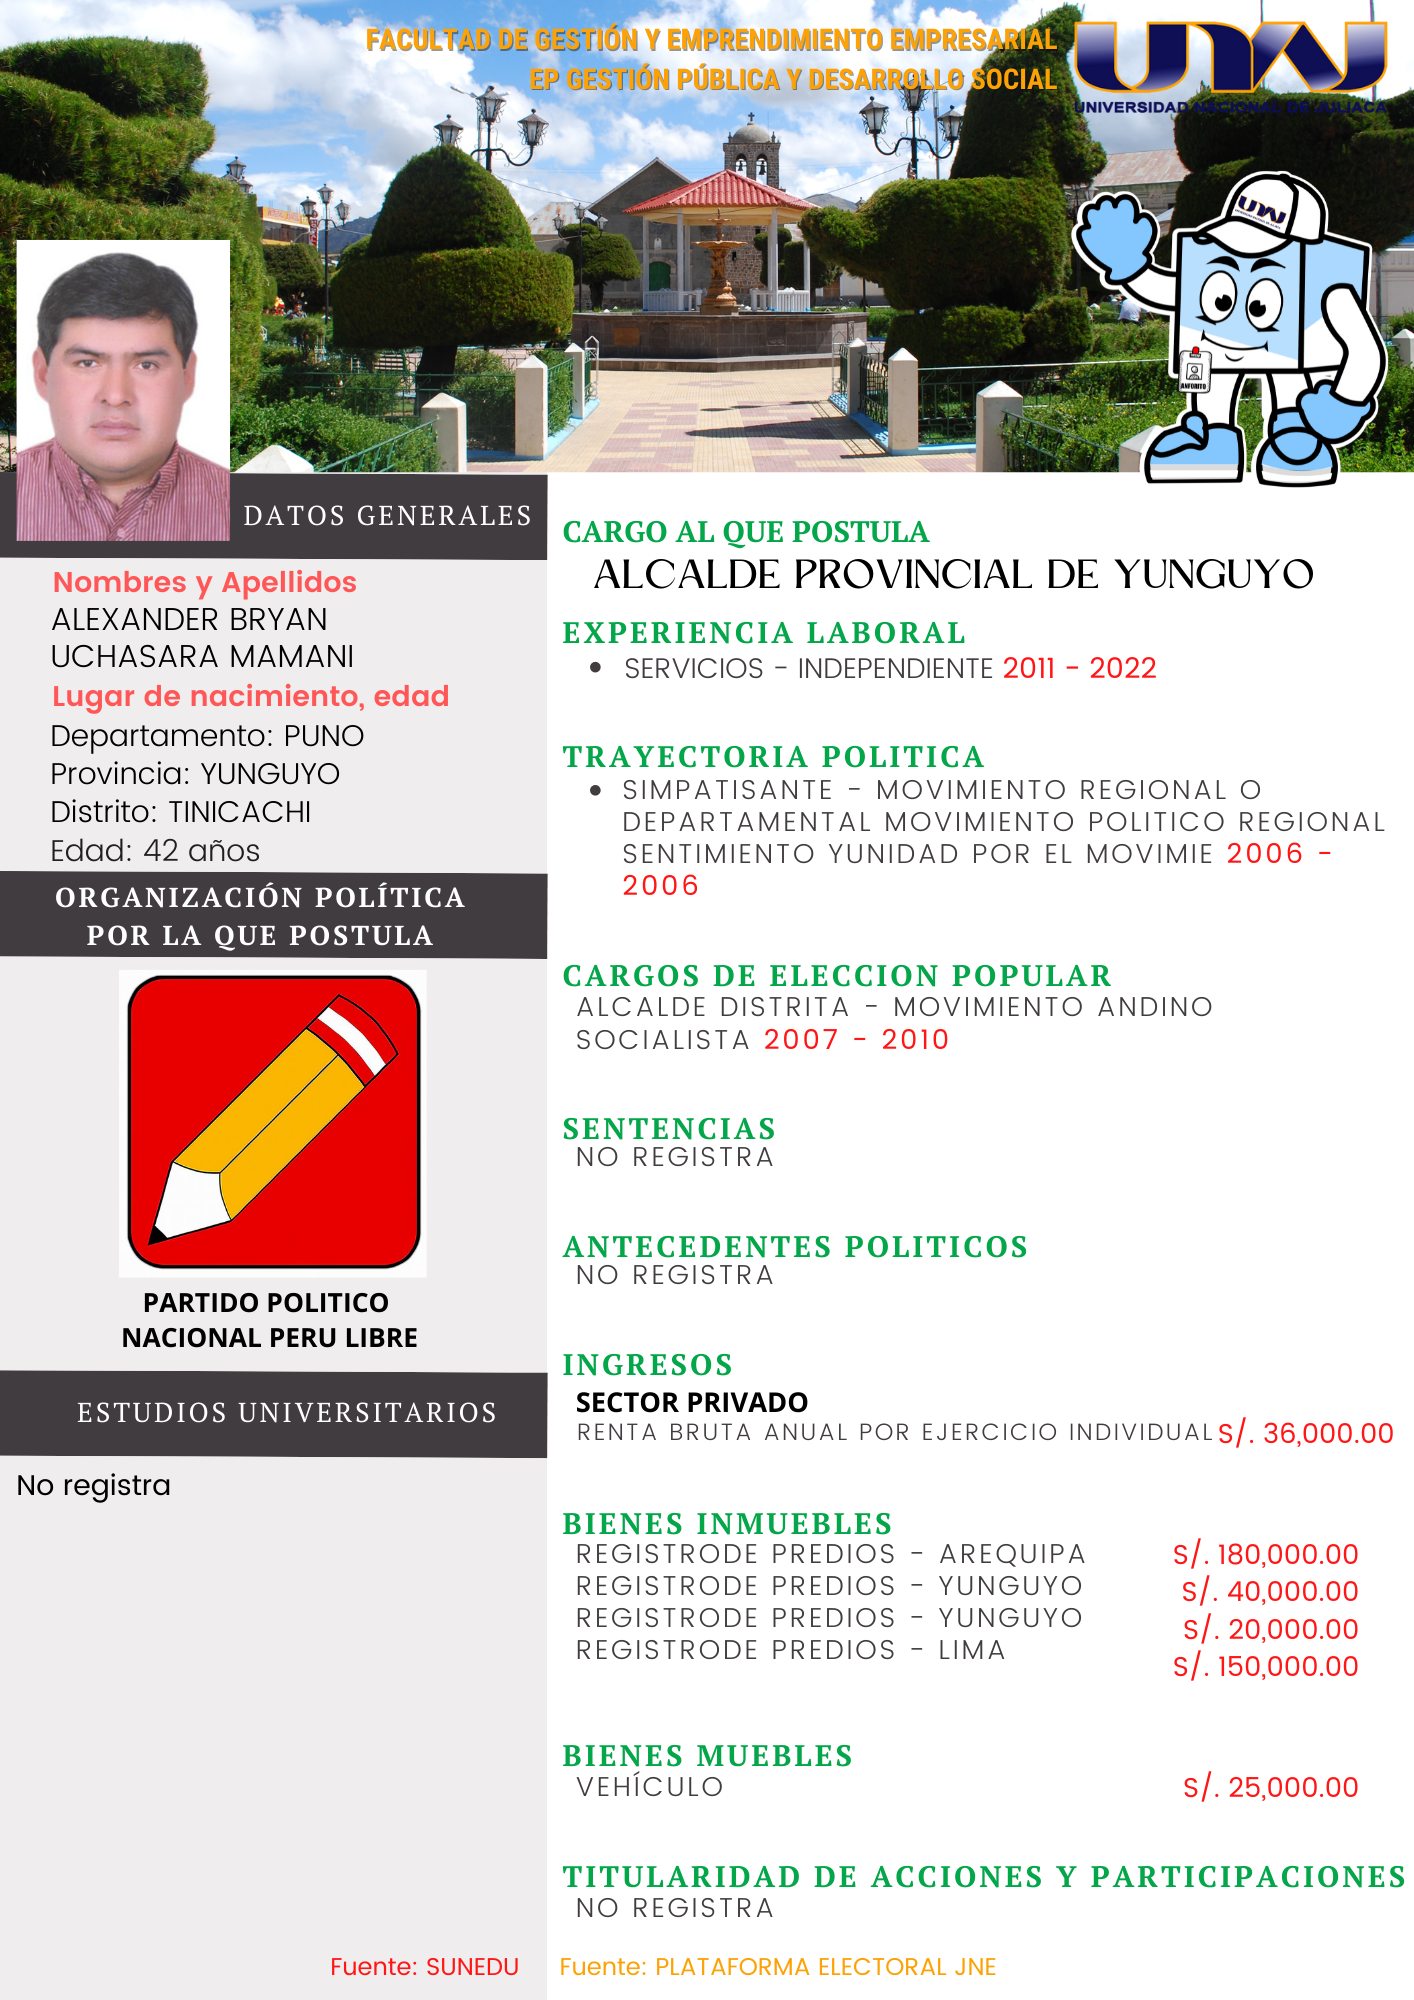 FACULTAD DE GESTIÓN Y EMPRENDIMIENTO EMPRESARIAL
EP GESTIÓN PÚBLICA Y DESARROLLO SOCIAL
UNAJ
UNIVERSIDAD NACIONAL DE JULIACA
UNAJ
ANFORITO
DATOS GENERALES
Nombres y Apellidos
ALEXANDER BRYAN
UCHASARA MAMANI
Lugar de nacimiento, edad
Departamento: PUNO
Provincia: YUNGUYO
Distrito: TINICACHI
Edad: 42 años
ORGANIZACIÓN POLÍTICA
POR LA QUE POSTULA
PARTIDO POLITICO
NACIONAL PERU LIBRE
ESTUDIOS UNIVERSITARIOS
No registra
CARGO AL QUE POSTULA
ALCALDE PROVINCIAL DE YUNGUYO
EXPERIENCIA LABORAL
• SERVICIOS - INDEPENDIENTE 2011 - 2022
TRAYECTORIA POLITICA
• SIMPATISANTE - MOVIMIENTO REGIONAL O
DEPARTAMENTAL MOVIMIENTO POLITICO REGIONAL
SENTIMIENTO YUNIDAD POR EL MOVIMIE 2006 -
2006
CARGOS DE ELECCION POPULAR
ALCALDE DISTRITA - MOVIMIENTO ANDINO
SOCIALISTA 2007 - 2010
SENTENCIAS
NO REGISTRA
ANTECEDENTES POLITICOS
NO REGISTRA
INGRESOS
SECTOR PRIVADO
RENTA BRUTA ANUAL POR EJERCICIO INDIVIDUAL S/. 36,000.00
BIENES INMUEBLES
REGISTRODE PREDIOS - AREQUIPA S/. 180,000.00
REGISTRODE PREDIOS - YUNGUYO S/. 40,000.00
REGISTRODE PREDIOS - YUNGUYO S/. 20,000.00
REGISTRODE PREDIOS - LIMA S/. 150,000.00
BIENES MUEBLES
VEHÍCULO S/. 25,000.00
TITULARIDAD DE ACCIONES Y PARTICIPACIONES
NO REGISTRA
Fuente: SUNEDU
Fuente: PLATAFORMA ELECTORAL JNE